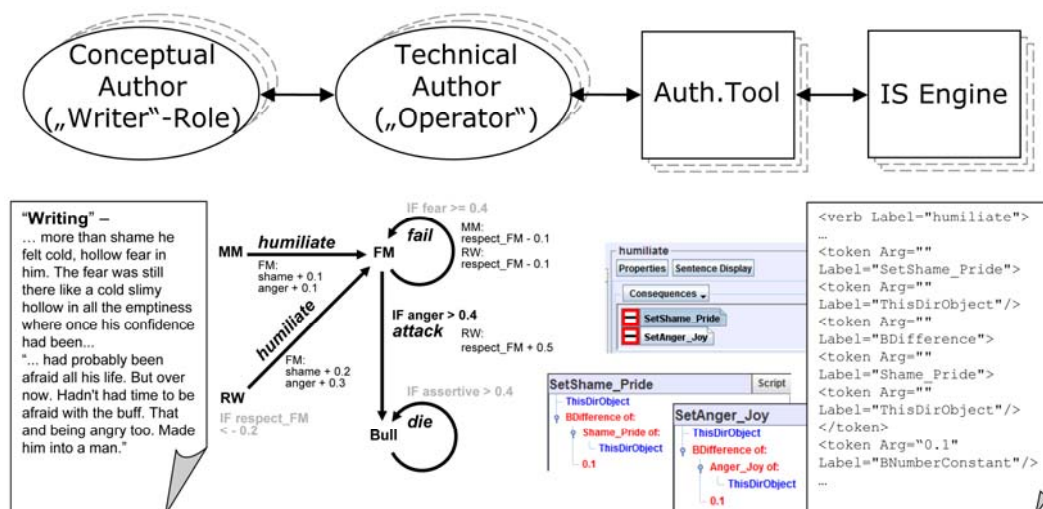 Conceptual
Author
(„Writer“-Role)
Technical
Author
(„Operator“)
Auth.Tool
IS Engine
“Writing” –
… more than shame he
felt cold, hollow fear in
him. The fear was still
there like a cold slimy
hollow in all the emptiness
where once his confidence
had been...
“... had probably been
afraid all his life. But over
now. Hadn't had time to be
afraid with the buff. That
and being angry too. Made
him into a man.”
IF fear >= 0.4
fail
MM humiliate FM
FM:
shame + 0.1
anger + 0.1
MM:
respect_FM - 0.1
RW:
respect_FM - 0.1
humiliate
FM:
shame + 0.2
anger + 0.3
RW
IF respect_FM
< - 0.2
IF anger > 0.4
attack
RW:
respect_FM + 0.5
IF assertive > 0.4
Bull
die
humiliate
Properties
Sentence Display
Consequences
SetShame_Pride
SetAnger_Joy
SetShame_Pride
Script
ThisDirObject
BDifference of:
Shame_Pride of:
ThisDirObject
0.1
SetAnger_Joy
ThisDirObject
BDifference of:
Anger_Joy of:
ThisDirObject
0.1
<verb Label="humiliate">
…
<token Arg=""
Label="SetShame_Pride">
<token Arg=""
Label="ThisDirObject"/>
<token Arg=""
Label="BDifference">
<token Arg=""
Label="Shame_Pride">
<token Arg=""
Label="ThisDirObject"/>
</token>
<token Arg=“0.1"
Label="BNumberConstant"/>
…